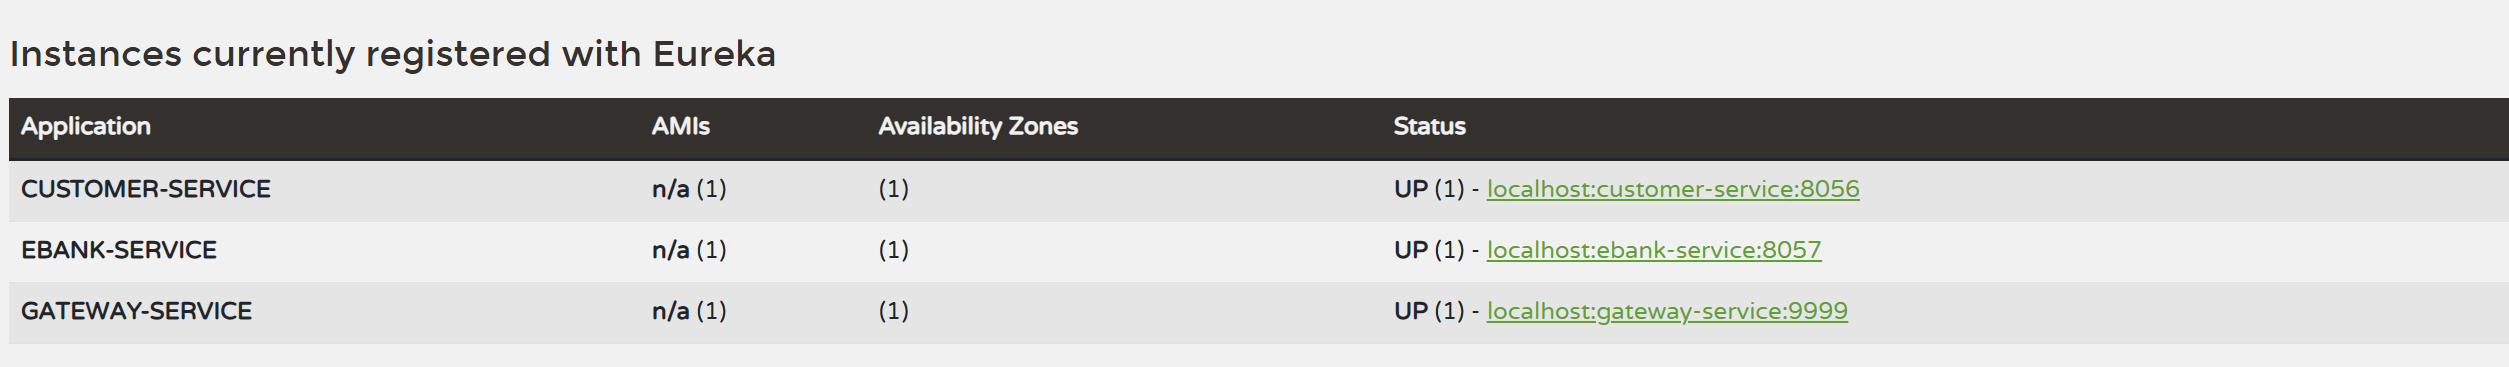 Instances currently registered with Eureka
Application AMIs Availability Zones Status
CUSTOMER-SERVICE n/a (1) (1) UP (1) - localhost:customer-service:8056
EBANK-SERVICE n/a (1) (1) UP (1) - localhost:ebank-service:8057
GATEWAY-SERVICE n/a (1) (1) UP (1) - localhost:gateway-service:9999